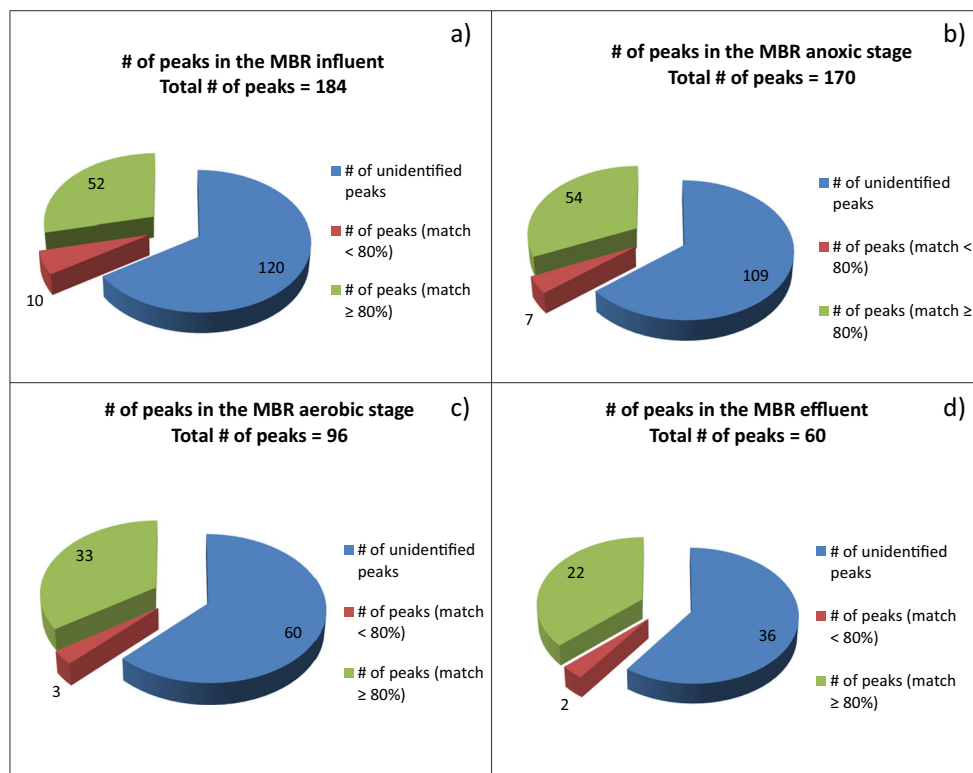 a)
# of peaks in the MBR influent
Total # of peaks = 184
52
120
10
# of unidentified
peaks
# of peaks (match
< 80%)
# of peaks (match
≥ 80%)
b)
# of peaks in the MBR anoxic stage
Total # of peaks = 170
54
109
7
# of unidentified
peaks
# of peaks (match <
80%)
# of peaks (match ≥
80%)
c)
# of peaks in the MBR aerobic stage
Total # of peaks = 96
33
60
3
# of unidentified
peaks
# of peaks (match
< 80%)
# of peaks (match
≥ 80%)
d)
# of peaks in the MBR effluent
Total # of peaks = 60
22
36
2
# of unidentified
peaks
# of peaks (match
< 80%)
# of peaks (match
≥ 80%)